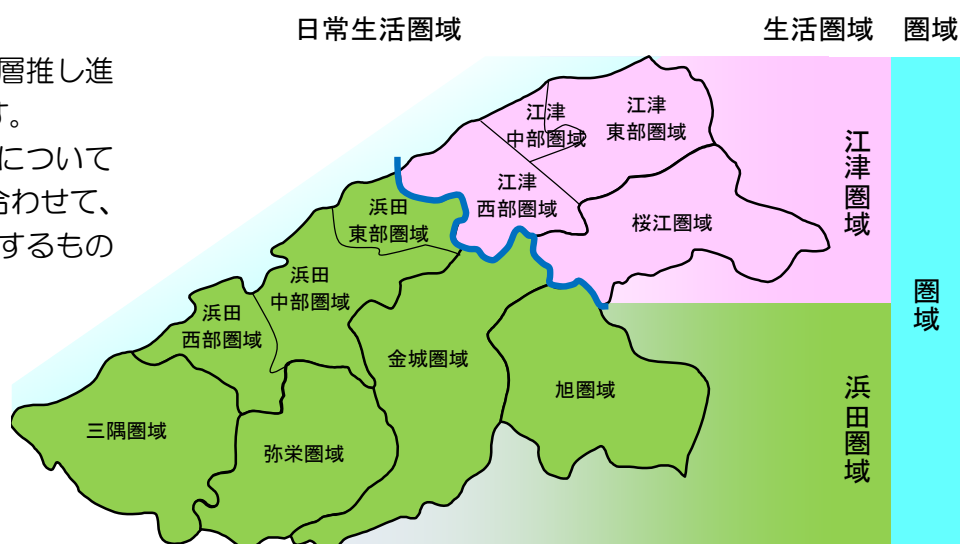 日常生活圏域
生活圏域
圏域
層推し進
す。
について
合わせて、
するもの
江津
中部圏域
江津
東部圏域
江津
西部圏域
桜江圏域
浜田
東部圏域
浜田
中部圏域
浜田
西部圏域
金城圏域
旭圏域
三隅圏域
弥栄圏域
江津圏域
浜田圏域
圏域